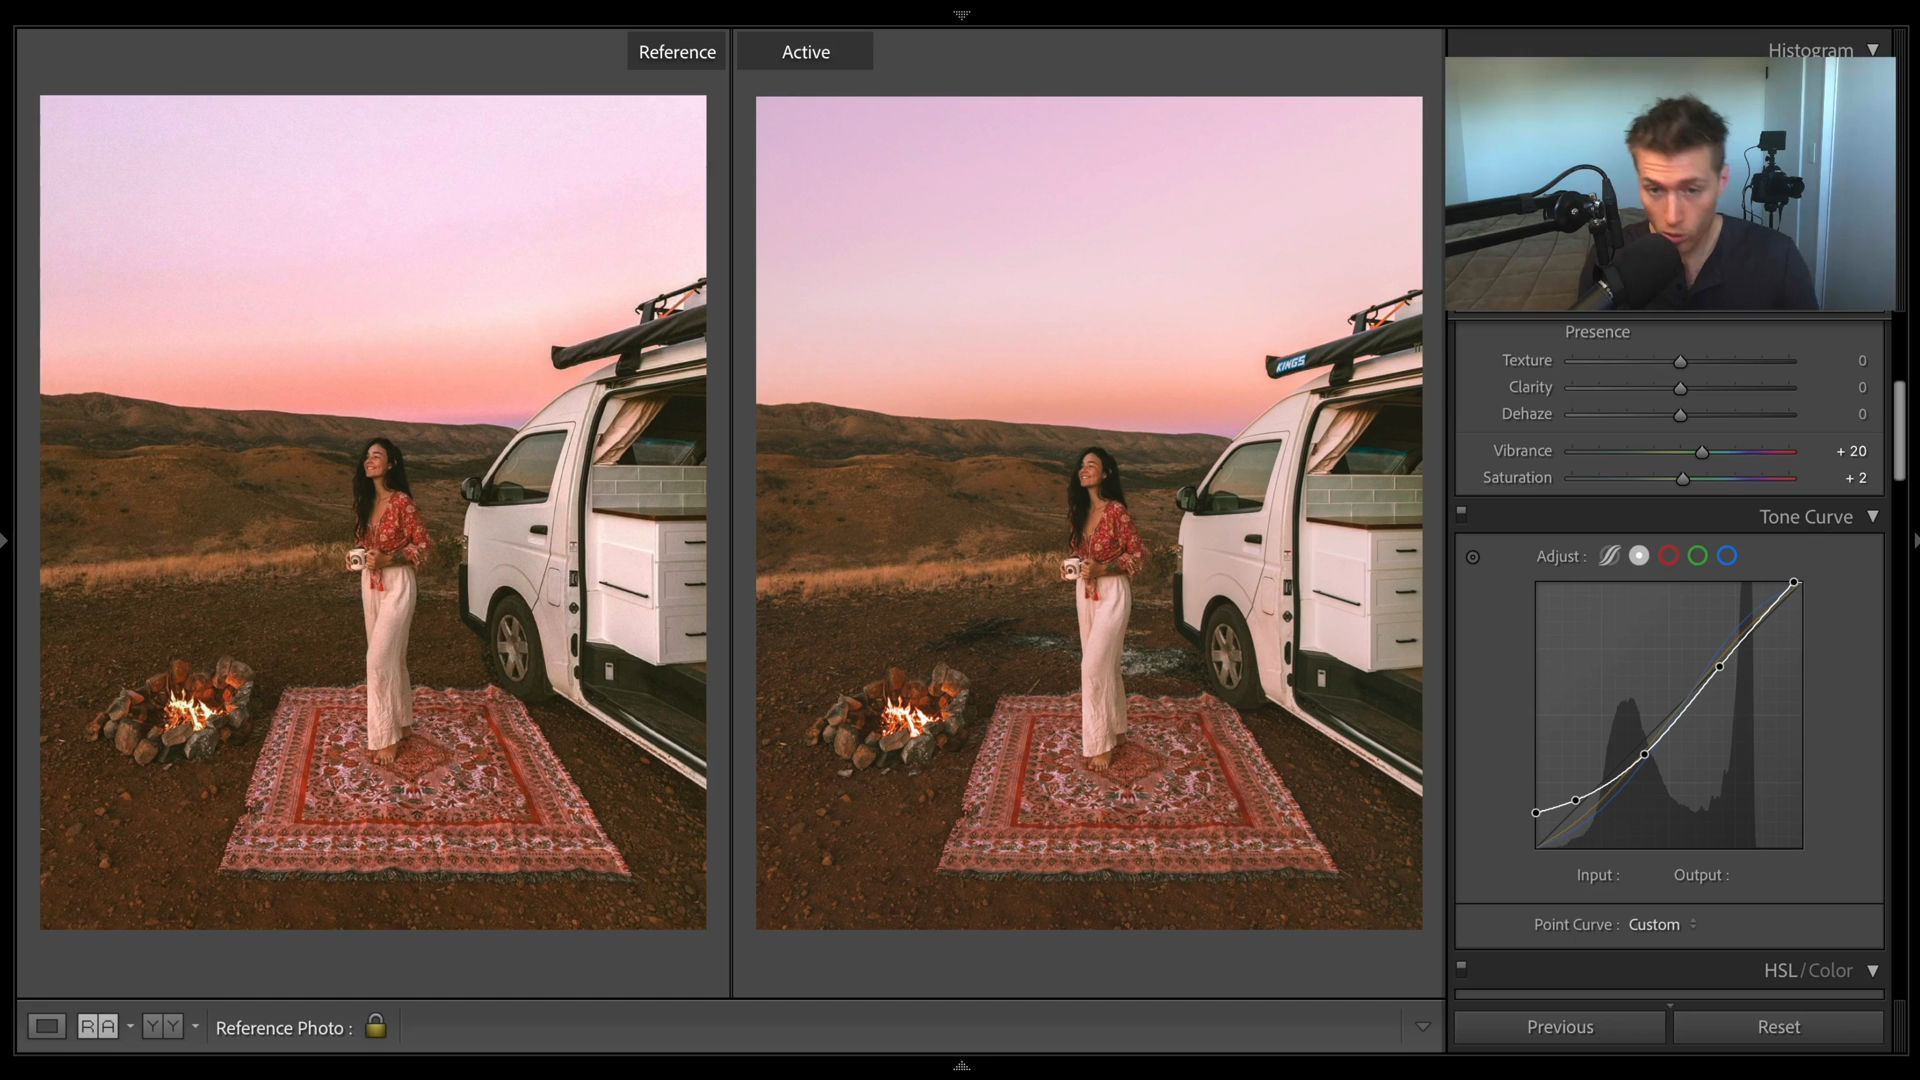 Reference
Active
Histogram
KINGS
Presence
Texture 0
Clarity 0
Dehaze 0
Vibrance + 20
Saturation + 2
Tone Curve
Adjust :
Input : Output :
Point Curve : Custom
HSL / Color
R A Y Y Reference Photo :
Previous Reset